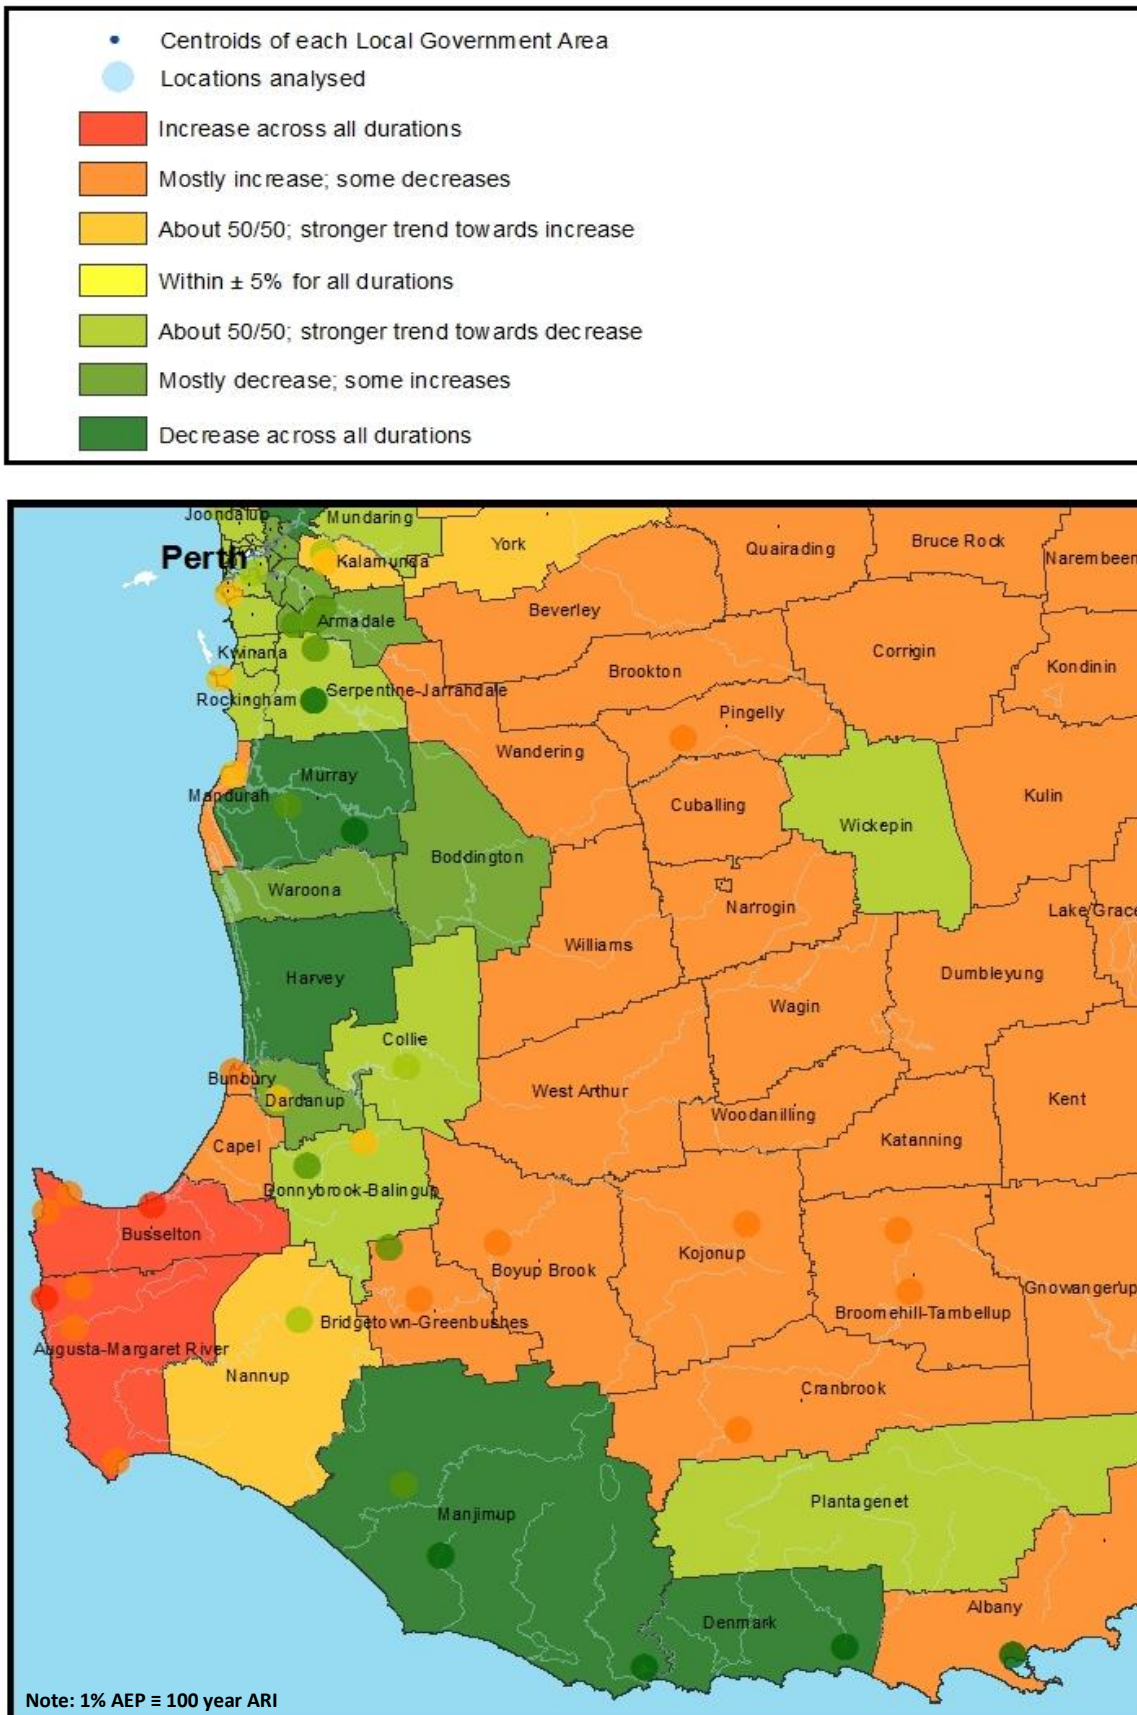 Centroids of each Local Government Area
Locations analysed
Increase across all durations
Mostly increase; some decreases
About 50/50; stronger trend towards increase
Within ± 5% for all durations
About 50/50; stronger trend towards decrease
Mostly decrease; some increases
Decrease across all durations
Joondalup
Mundaring
Perth
Kalamunda
York
Quairading
Bruce Rock
Narembeen
Beverley
Armadale
Kwinana
Brookton
Corrigin
Kondinin
Rockingham
Serpentine-Jarrahdale
Pingelly
Wandering
Murray
Mandurah
Cuballing
Kulin
Wickepin
Boddington
Waroona
Narrogin
Lake Grace
Williams
Harvey
Dumbleyung
Wagin
Collie
Bunbury
Dardanup
West Arthur
Woodanilling
Kent
Capel
Katanning
Donnybrook-Balingup
Busselton
Boyup Brook
Kojonup
Gnowangerup
Broomehill-Tambellup
Bridgetown-Greenbushes
Augusta-Margaret River
Nannup
Cranbrook
Manjimup
Plantagenet
Denmark
Albany
Note: 1% AEP ≡ 100 year ARI